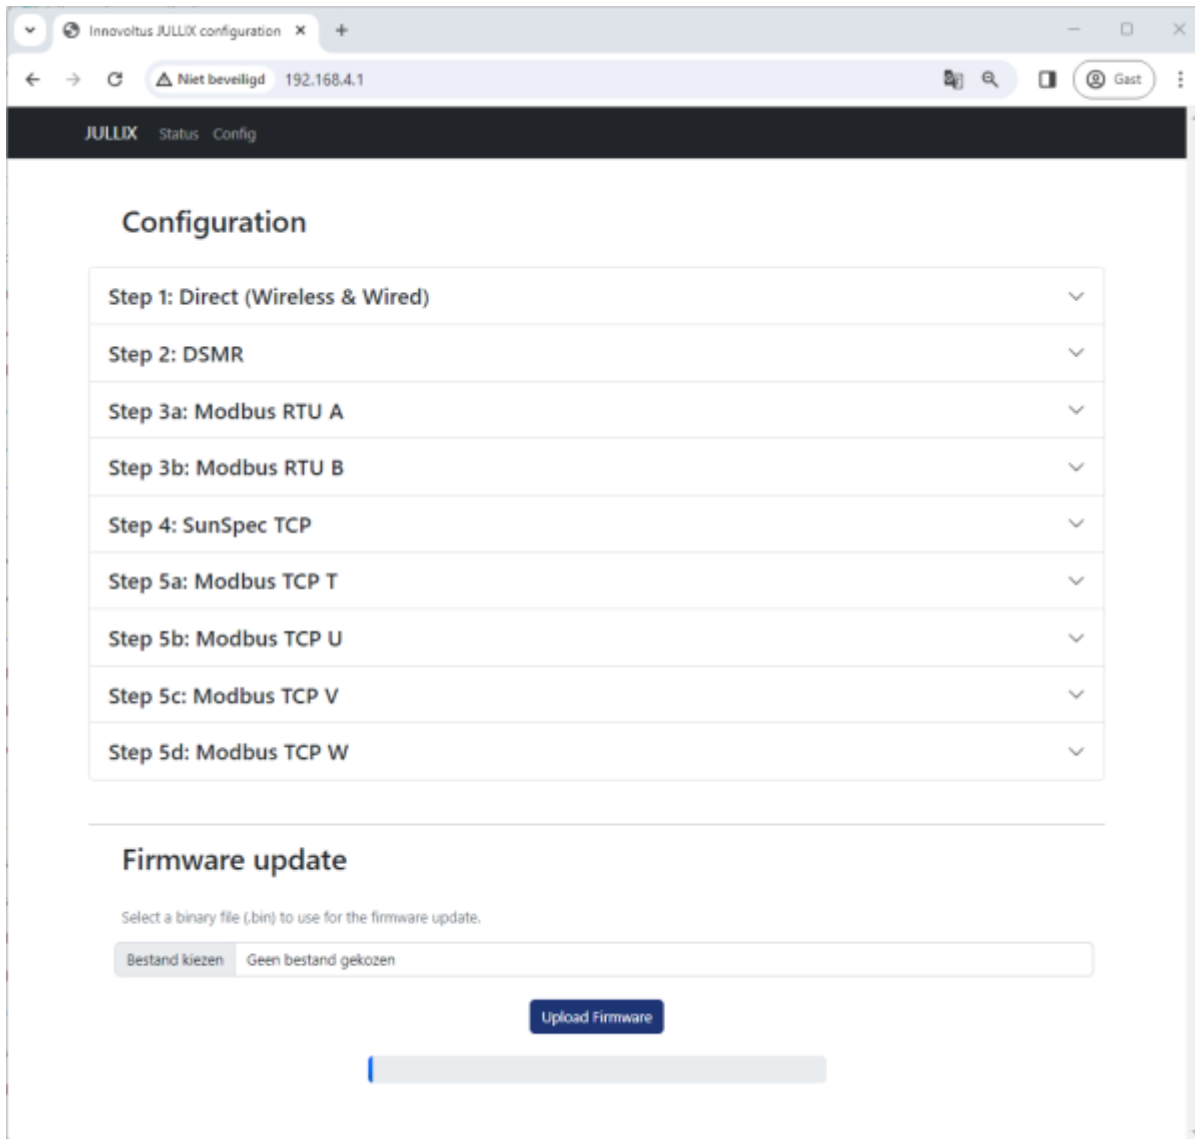 Innovoltus JULLIX configuration
Niet beveiligd 192.168.4.1 Gast
JULLIX Status Config
Configuration
Step 1: Direct (Wireless & Wired)
Step 2: DSMR
Step 3a: Modbus RTU A
Step 3b: Modbus RTU B
Step 4: SunSpec TCP
Step 5a: Modbus TCP T
Step 5b: Modbus TCP U
Step 5c: Modbus TCP V
Step 5d: Modbus TCP W
Firmware update
Select a binary file (.bin) to use for the firmware update.
Bestand kiezen Geen bestand gekozen
Upload Firmware